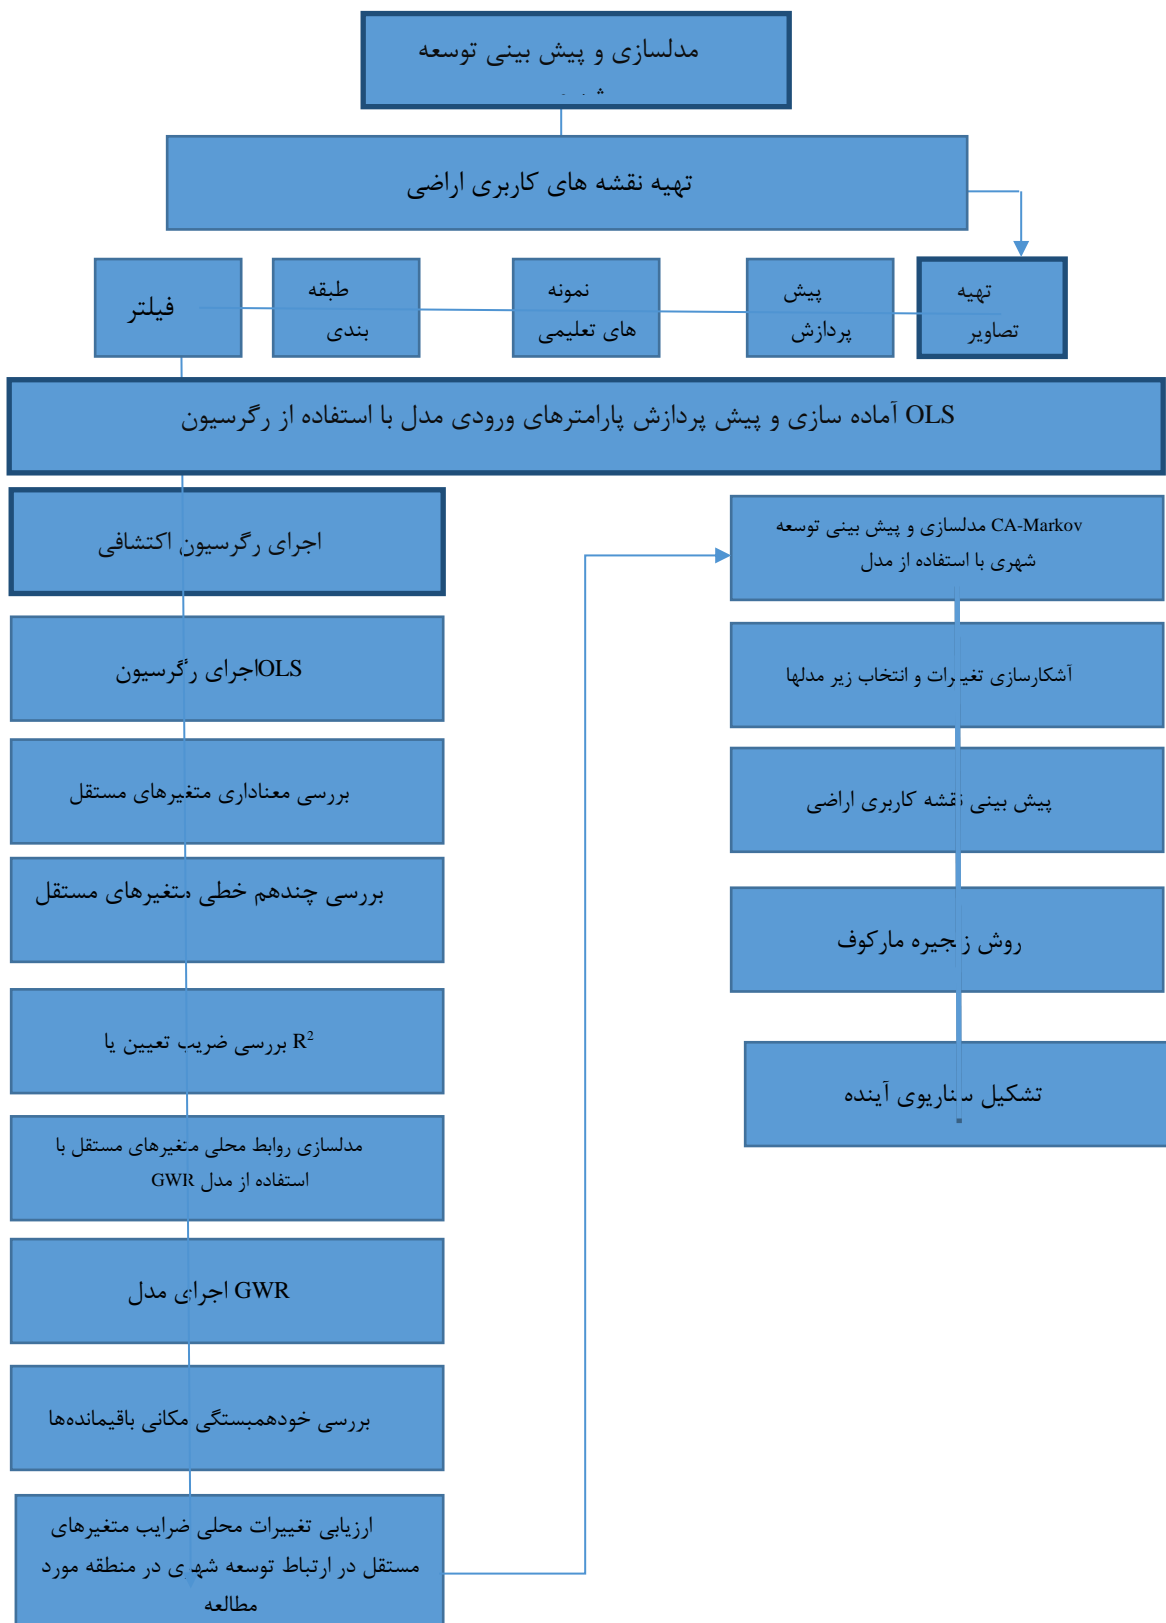 مدلسازی و پیش بینی توسعه
تهیه نقشه های کاربری اراضی
تهیه
تصاویر
پیش
پردازش
نمونه
های تعلیمی
طبقه
بندی
فیلتر
OLS آماده سازی و پیش پردازش پارامترهای ورودی مدل با استفاده از رگرسیون
اجرای رگرسیون اکتشافی
OLSاجرای رگرسیون
بررسی معناداری متغیرهای مستقل
بررسی چندهم خطی متغیرهای مستقل
R² بررسی ضریب تعیین یا
مدلسازی روابط محلی متغیرهای مستقل با
استفاده از مدل GWR
GWR اجرای مدل
بررسی خودهمبستگی مکانی باقیمانده‌ها
ارزیابی تغییرات محلی ضرایب متغیرهای
مستقل در ارتباط توسعه شهری در منطقه مورد
مطالعه
CA-Markov مدلسازی و پیش بینی توسعه
شهری با استفاده از مدل
آشکارسازی تغییرات و انتخاب زیر مدلها
پیش بینی نقشه کاربری اراضی
روش زنجیره مارکوف
تشکیل سناریوی آینده